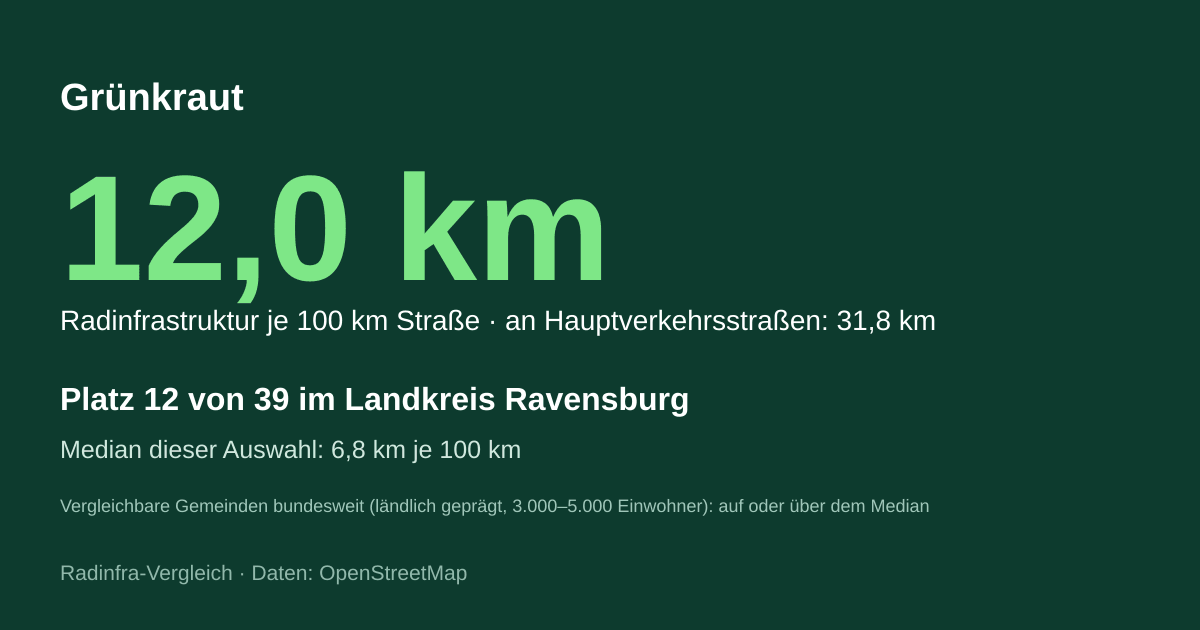 Grünkraut
12,0 km
Radinfrastruktur je 100 km Straße · an Hauptverkehrsstraßen: 31,8 km
Platz 12 von 39 im Landkreis Ravensburg
Median dieser Auswahl: 6,8 km je 100 km
Vergleichbare Gemeinden bundesweit (ländlich geprägt, 3.000–5.000 Einwohner): auf oder über dem Median
Radinfra-Vergleich · Daten: OpenStreetMap